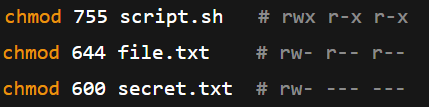 chmod 755 script.sh   # rwx r-x r-x
chmod 644 file.txt    # rw- r-- r--
chmod 600 secret.txt  # rw- --- ---